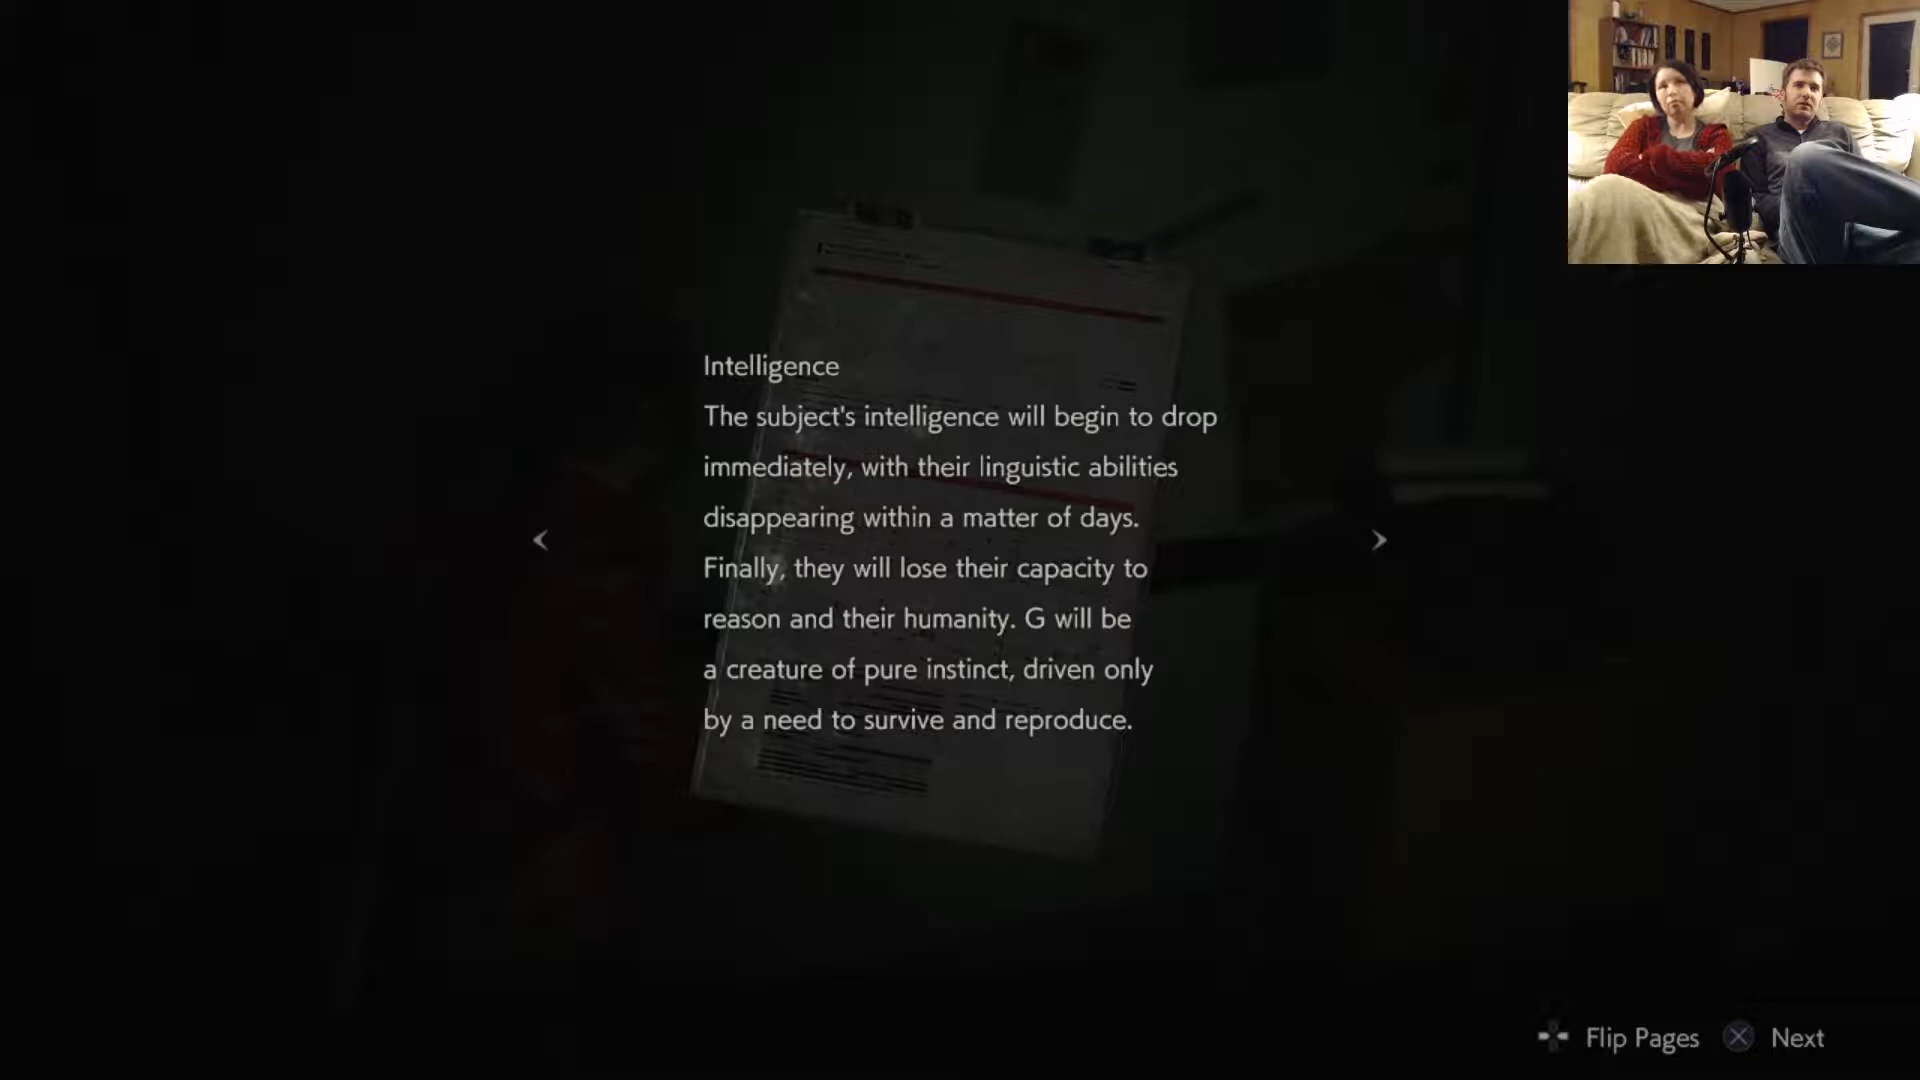 Intelligence
The subject's intelligence will begin to drop
immediately, with their linguistic abilities
disappearing within a matter of days.
Finally, they will lose their capacity to
reason and their humanity. G will be
a creature of pure instinct, driven only
by a need to survive and reproduce.
Flip Pages
Next